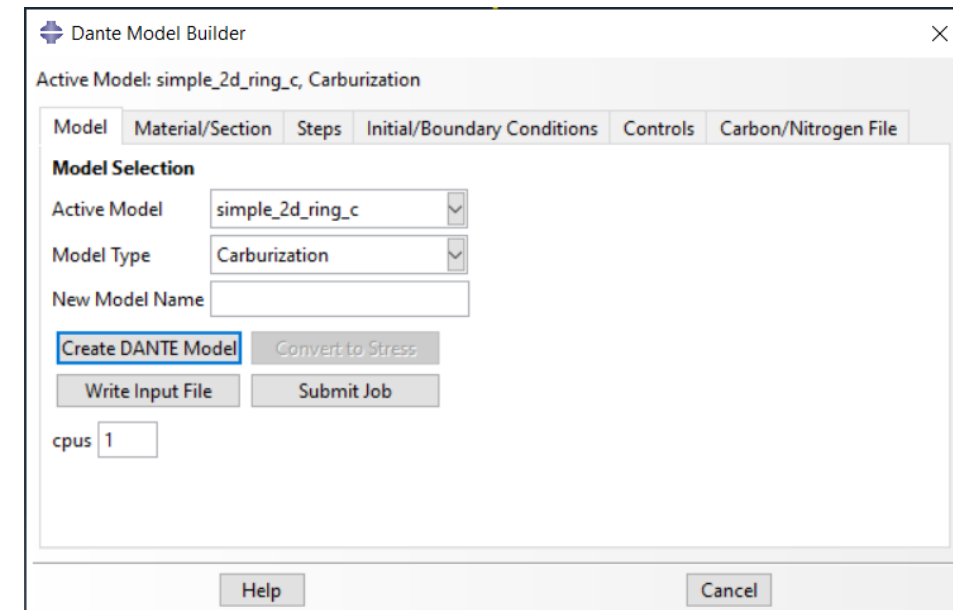 Dante Model Builder
Active Model: simple_2d_ring_c, Carburization
Model Material/Section Steps Initial/Boundary Conditions Controls Carbon/Nitrogen File
Model Selection
Active Model simple_2d_ring_c
Model Type Carburization
New Model Name
Create DANTE Model Convert to Stress
Write Input File Submit Job
cpus 1
Help Cancel